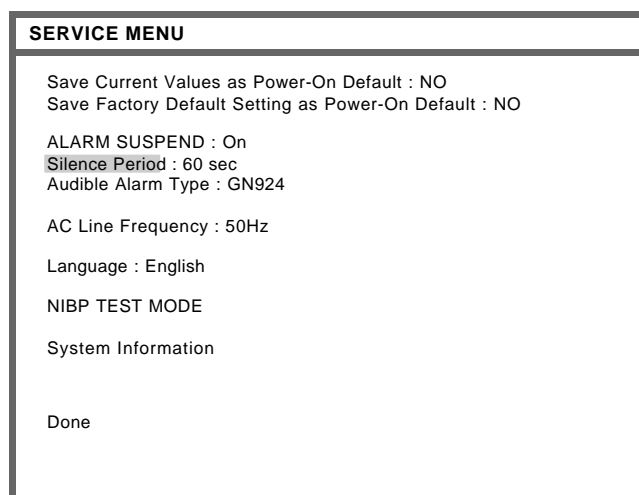 SERVICE MENU
Save Current Values as Power-On Default : NO
Save Factory Default Setting as Power-On Default : NO
ALARM SUSPEND : On
Silence Period : 60 sec
Audible Alarm Type : GN924
AC Line Frequency : 50Hz
Language : English
NIBP TEST MODE
System Information
Done